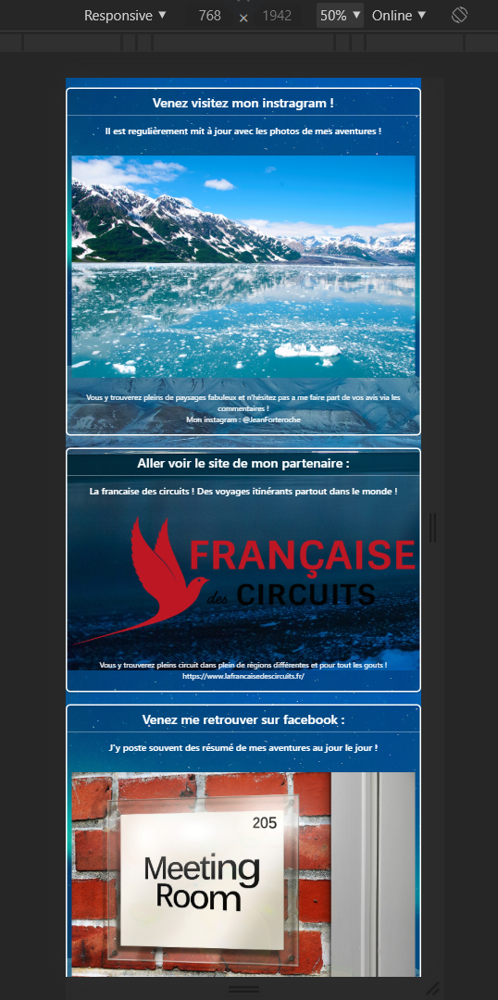 Responsive ▼ 768 × 1942 50% ▼ Online ▼
Venez visitez mon instragram !
Il est regulièrement mit à jour avec les photos de mes aventures !
Vous y trouverez pleins de paysages fabuleux et n'hésitez pas a me faire part de vos avis via les
commentaires !
Mon instagram : @JeanForteroche
Aller voir le site de mon partenaire :
La francaise des circuits ! Des voyages itinérants partout dans le monde !
FRANÇAISE
des CIRCUITS
Vous y trouverez pleins circuit dans plein de régions différentes et pour tout les gouts !
https://www.lafrancaisedescircuits.fr/
Venez me retrouver sur facebook :
J'y poste souvent des résumé de mes aventures au jour le jour !
205
Meeting
Room